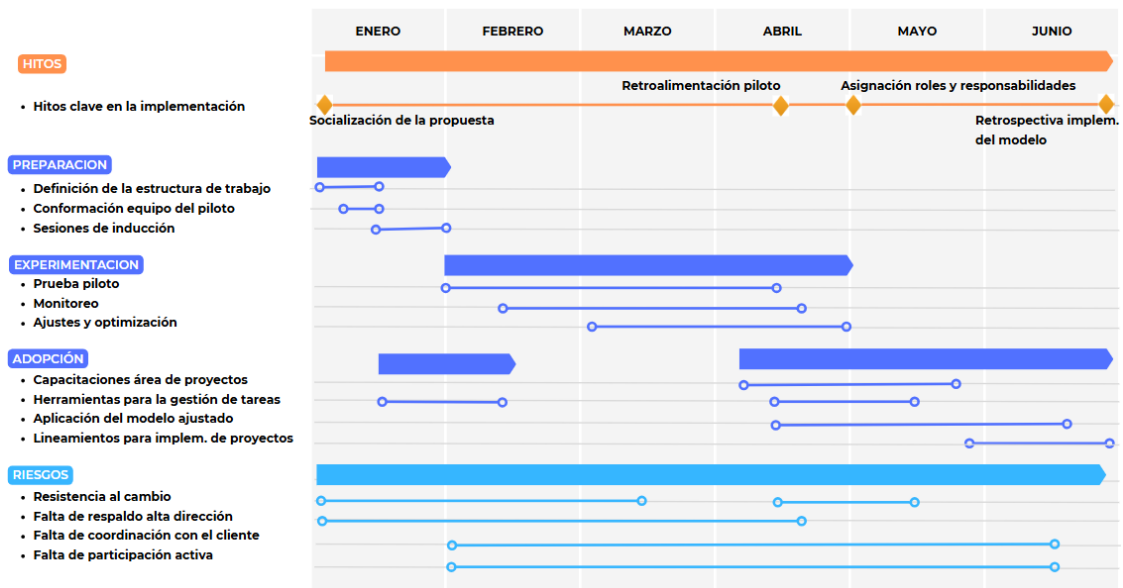 ENERO FEBRERO MARZO ABRIL MAYO JUNIO
HITOS
Retroalimentación piloto Asignación roles y responsabilidades
• Hitos clave en la implementación
Socialización de la propuesta Retrospectiva implem.
del modelo
PREPARACION
• Definición de la estructura de trabajo
• Conformación equipo del piloto
• Sesiones de inducción
EXPERIMENTACION
• Prueba piloto
• Monitoreo
• Ajustes y optimización
ADOPCIÓN
• Capacitaciones área de proyectos
• Herramientas para la gestión de tareas
• Aplicación del modelo ajustado
• Lineamientos para implem. de proyectos
RIESGOS
• Resistencia al cambio
• Falta de respaldo alta dirección
• Falta de coordinación con el cliente
• Falta de participación activa